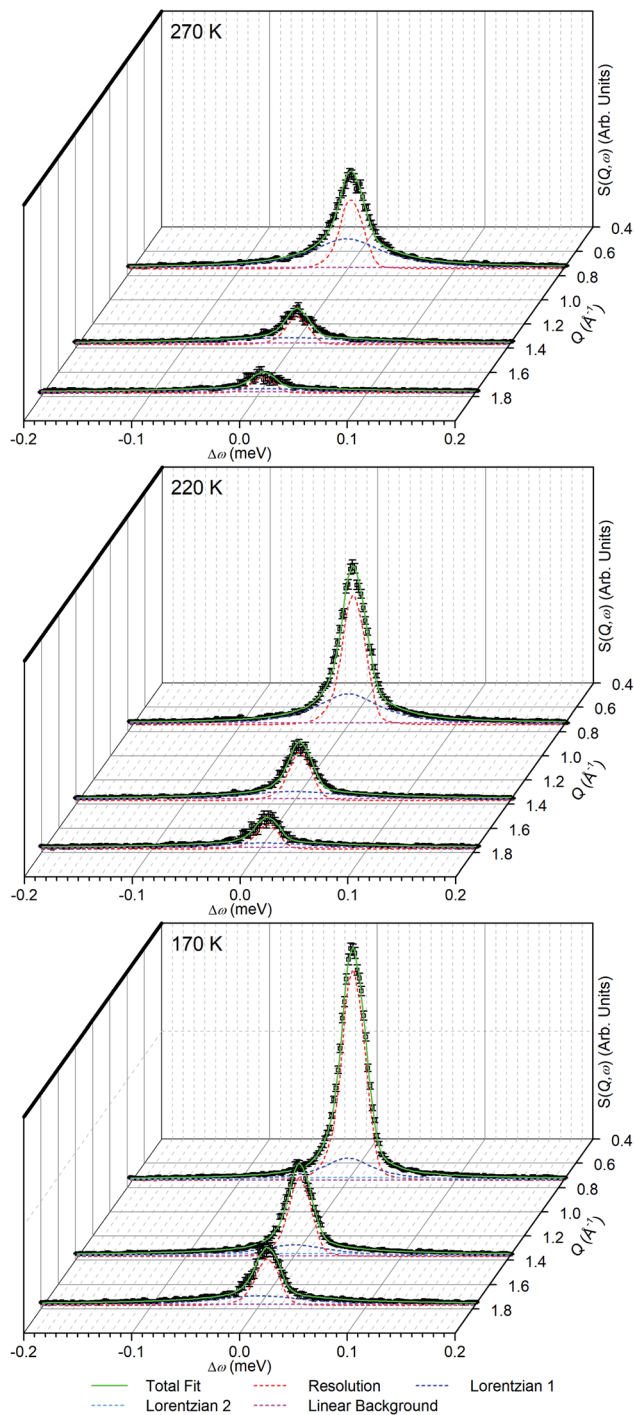 270 K
S(Q,ω) (Arb. Units)
0.4
0.6
0.8
1.0
1.2
1.4
1.6
1.8
Q (Å⁻¹)
-0.2 -0.1 0.0 0.1 0.2
Δω (meV)
220 K
S(Q,ω) (Arb. Units)
0.4
0.6
0.8
1.0
1.2
1.4
1.6
1.8
Q (Å⁻¹)
-0.2 -0.1 0.0 0.1 0.2
Δω (meV)
170 K
S(Q,ω) (Arb. Units)
0.4
0.6
0.8
1.0
1.2
1.4
1.6
1.8
Q (Å⁻¹)
-0.2 -0.1 0.0 0.1 0.2
Δω (meV)
Total Fit Resolution Lorentzian 1
Lorentzian 2 Linear Background